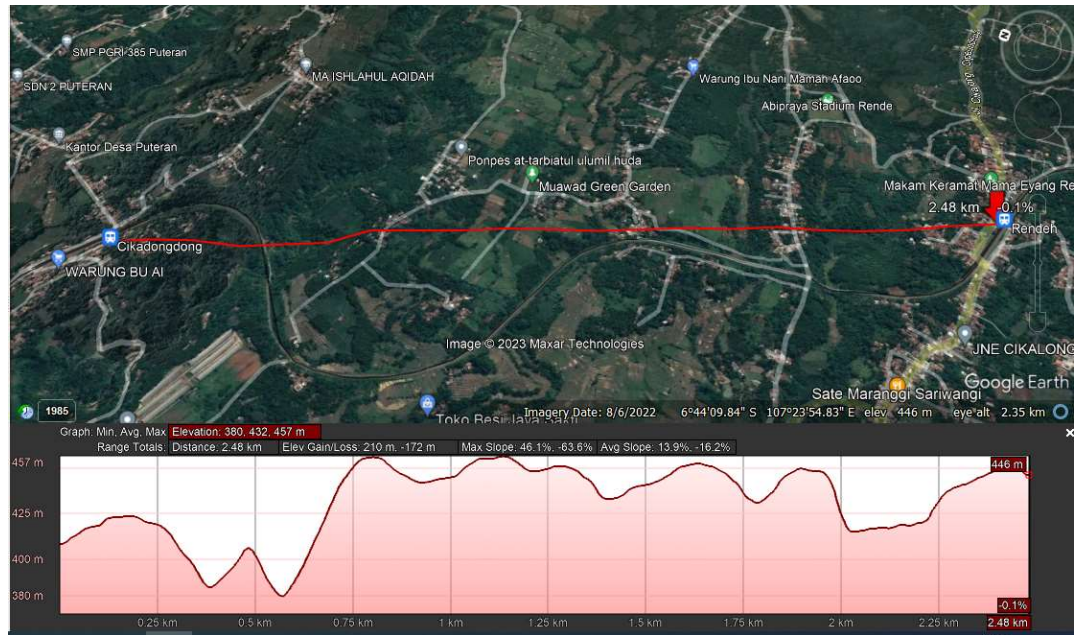 SMP PGRI-385 Puteran
SDN 2 PUTERAN
MA ISHLAHUL AQIDAH
Warung Ibu Nani Mamah Afaoo
Abipraya Stadium Rende
Kantor Desa Puteran
Ponpes at-tarbiatul ulumil huda
Muawad Green Garden
Makam Keramat Mama Eyang Re
2.48 km -0.1%
Rendeh
Cikadongdong
WARUNG BU AI
Image © 2023 Maxar Technologies
JNE CIKALONG
Google Earth
Sate Maranggi Sariwangi
1985
Toko Besi Jaya Bakti
Imagery Date: 8/6/2022 6°44'09.84" S 107°23'54.83" E elev 446 m eye alt 2.35 km
Graph: Min, Avg, Max Elevation: 380, 432, 457 m
Range Totals: Distance: 2.48 km Elev Gain/Loss: 210 m, -172 m Max Slope: 46.1%, -63.6% Avg Slope: 13.9%, -16.2%
457 m
446 m
425 m
400 m
380 m
-0.1%
0.25 km 0.5 km 0.75 km 1 km 1.25 km 1.5 km 1.75 km 2 km 2.25 km 2.48 km